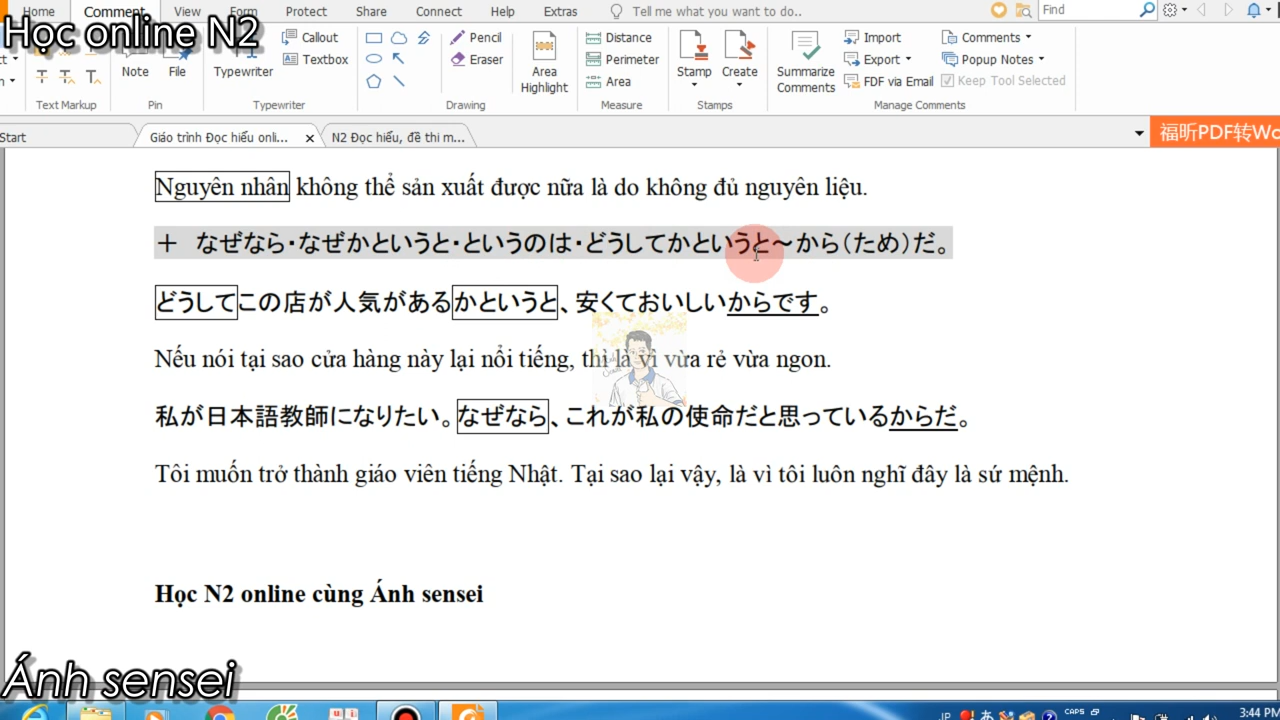 Home Comment View Form Protect Share Connect Help Extras Tell me what you want to do.. Find
Học online N2
Callout
Textbox
Note File Typewriter
Pencil
Eraser
Area Highlight
Distance
Perimeter
Area
Stamp Create
Summarize Comments
Import
Export
FDF via Email
Comments
Popup Notes
Keep Tool Selected
Text Markup Pin Typewriter Drawing Measure Stamps Manage Comments
Start Giáo trình Đọc hiểu onli... N2 Đọc hiểu, đề thi m... 福昕PDF转Wo
Nguyên nhân không thể sản xuất được nữa là do không đủ nguyên liệu.
＋ なぜなら・なぜかというと・というのは・どうしてかというと～から（ため）だ。
どうしてこの店が人気があるかというと、安くておいしいからです。
Nếu nói tại sao cửa hàng này lại nổi tiếng, thì là vì vừa rẻ vừa ngon.
私が日本語教師になりたい。なぜなら、これが私の使命だと思っているからだ。
Tôi muốn trở thành giáo viên tiếng Nhật. Tại sao lại vậy, là vì tôi luôn nghĩ đây là sứ mệnh.
Học N2 online cùng Ánh sensei
Ánh sensei
JP あ CAPS 3:44 PM